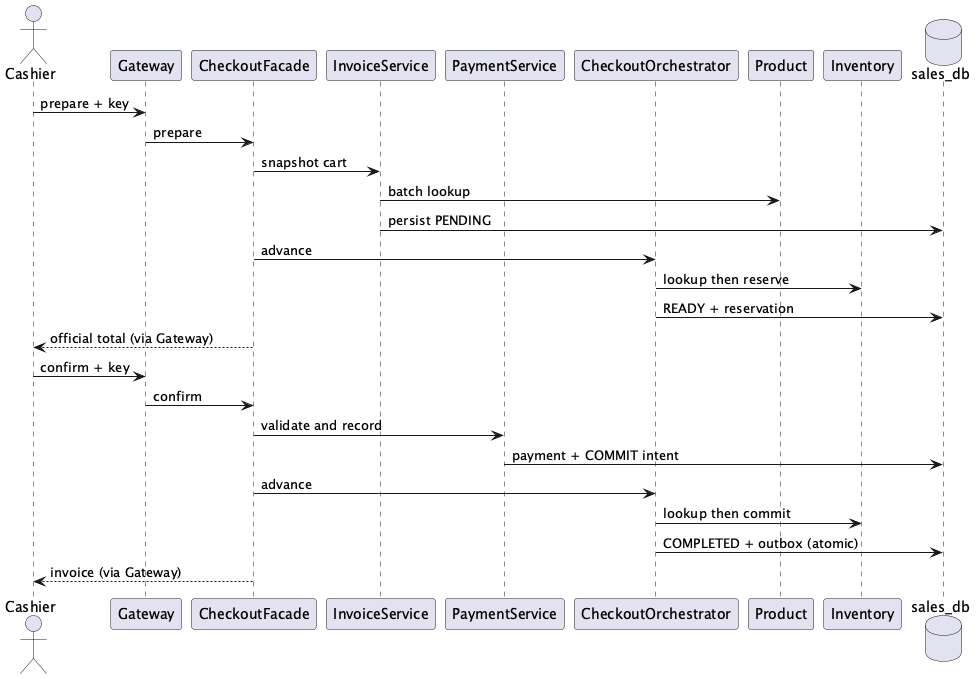 Cashier
Gateway
CheckoutFacade
InvoiceService
PaymentService
CheckoutOrchestrator
Product
Inventory
sales_db
prepare + key
prepare
snapshot cart
batch lookup
persist PENDING
advance
lookup then reserve
READY + reservation
official total (via Gateway)
confirm + key
confirm
validate and record
payment + COMMIT intent
advance
lookup then commit
COMPLETED + outbox (atomic)
invoice (via Gateway)
Cashier
Gateway
CheckoutFacade
InvoiceService
PaymentService
CheckoutOrchestrator
Product
Inventory
sales_db